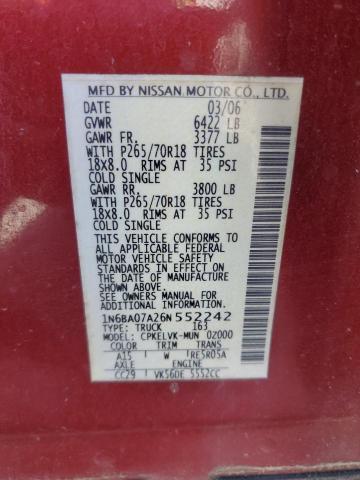 MFD BY NISSAN MOTOR CO., LTD.
DATE 03/06
GVWR 6422 LB
GAWR FR. 3377 LB
WITH P265/70R18 TIRES
18X8.0 RIMS AT 35 PSI
COLD SINGLE
GAWR RR. 3800 LB
WITH P265/70R18 TIRES
18X8.0 RIMS AT 35 PSI
COLD SINGLE
THIS VEHICLE CONFORMS TO
ALL APPLICABLE FEDERAL
MOTOR VEHICLE SAFETY
STANDARDS IN EFFECT ON
THE DATE OF MANUFACTURE
SHOWN ABOVE.
SEE OWNERS MANUAL FOR
ADDITIONAL INFORMATION.
1N6BA07A26N552242
TYPE: TRUCK 163
MODEL: CPKELVK-MUN 0Z000
COLOR TRIM TRANS
A15 W RE5R05A
AXLE ENGINE
CC29 VK56DE 5552CC